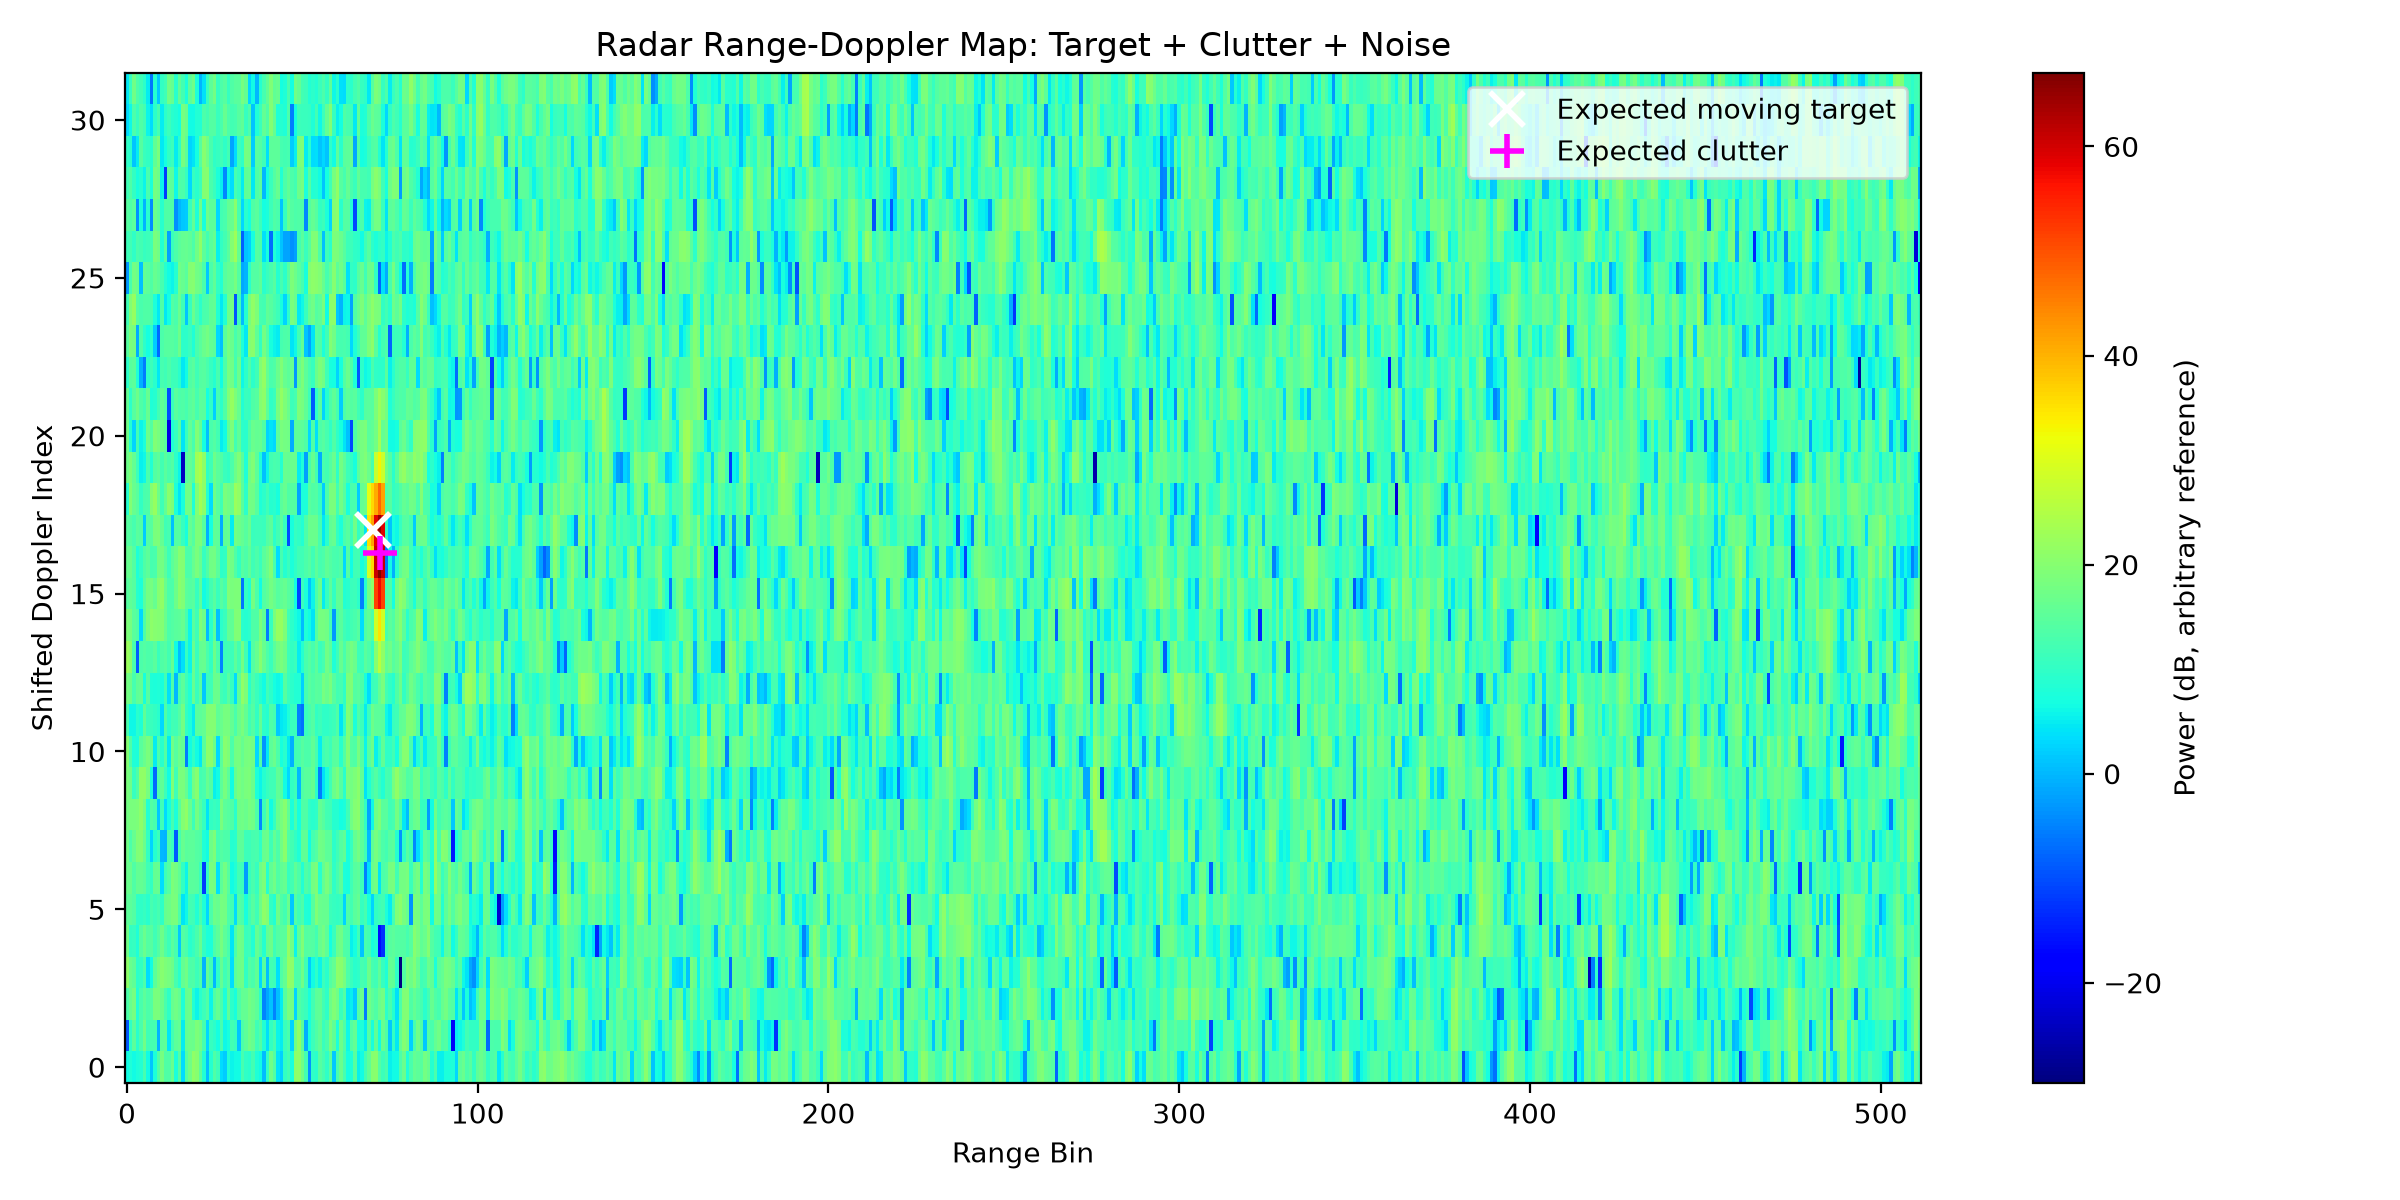 Radar Range-Doppler Map: Target + Clutter + Noise
Expected moving target
Expected clutter
30
25
20
15
10
5
0
Shifted Doppler Index
0 100 200 300 400 500
Range Bin
60
40
20
0
−20
Power (dB, arbitrary reference)